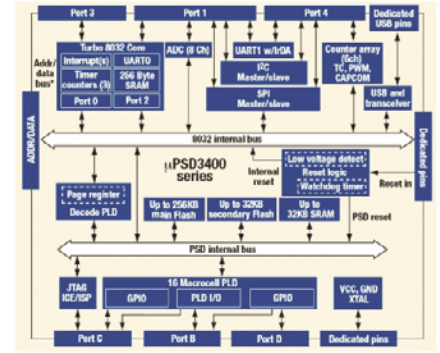 Port 3
Port 1
Port 4
Dedicated
USB pins
Addr/
data
bus*
Turbo 8032 Core
Interrupt(s)
UART0
Timer
counters (3)
256 Byte
SRAM
Port 0
Port 2
ADC (8 Ch)
UART1 w/IrDA
I²C
Master/slave
SPI
Master/slave
Counter array
(6ch)
TC, PWM,
CAPCOM
USB and
transceiver
ADDR/DATA
8032 internal bus
Dedicated pins
µPSD3400
series
Internal
reset
Low voltage detect
Reset logic
Watchdog timer
Reset in
Page register
Decode PLD
Up to 256KB
main Flash
Up to 32KB
secondary Flash
Up to
32KB SRAM
PSD reset
PSD internal bus
JTAG
ICE/ISP
16 Macrocell PLD
GPIO
PLD I/O
GPIO
VCC, GND
XTAL
Port C
Port B
Port D
Dedicated pins